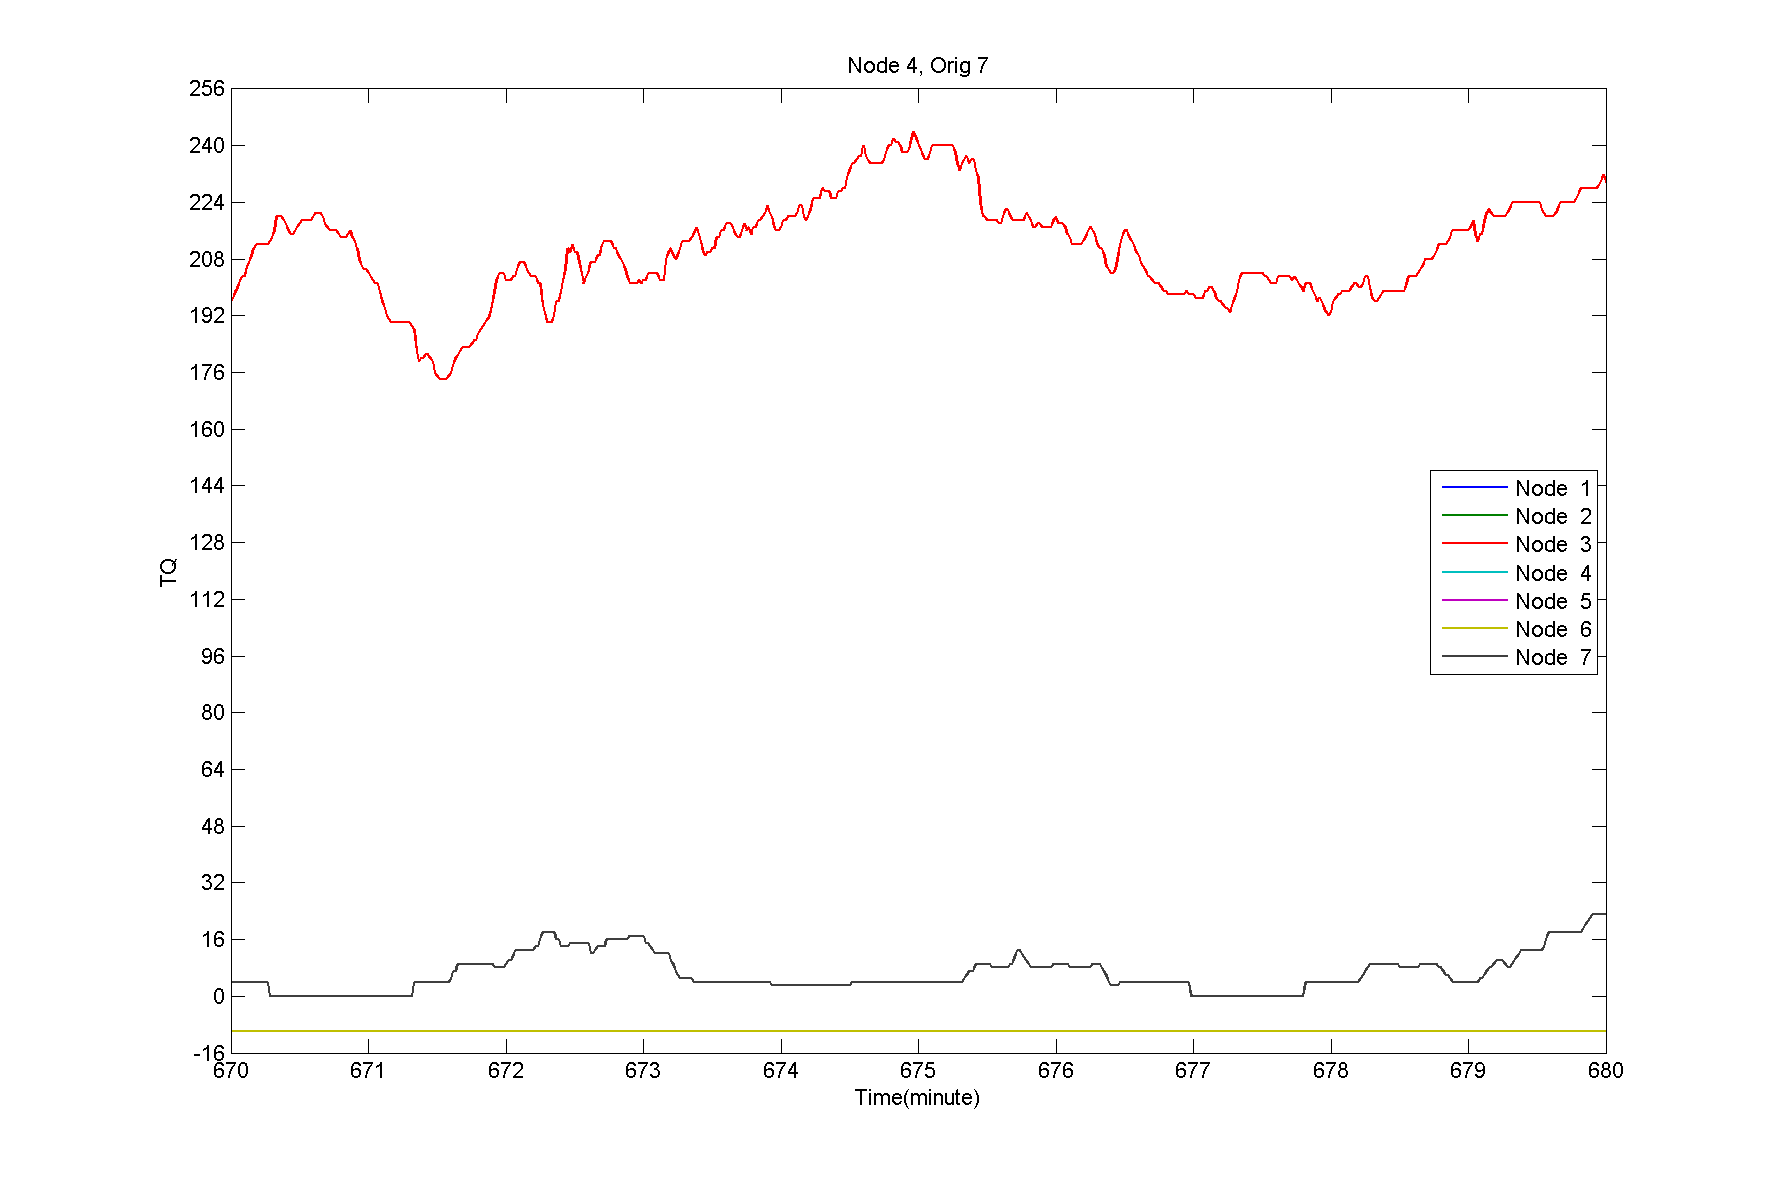 Node 4, Orig 7
256
240
224
208
192
176
160
144
128
112
96
80
64
48
32
16
0
-16
TQ
Node 1
Node 2
Node 3
Node 4
Node 5
Node 6
Node 7
670 671 672 673 674 675 676 677 678 679 680
Time(minute)